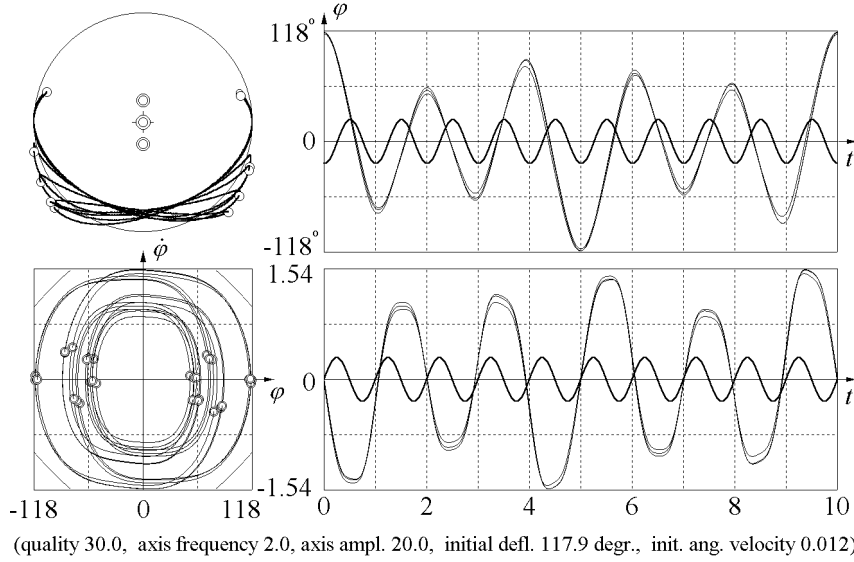 φ
118°
0
-118°
t
φ̇
φ
-118 0 118
1.54
0
-1.54
t
0 2 4 6 8 10
(quality 30.0, axis frequency 2.0, axis ampl. 20.0, initial defl. 117.9 degr., init. ang. velocity 0.012)